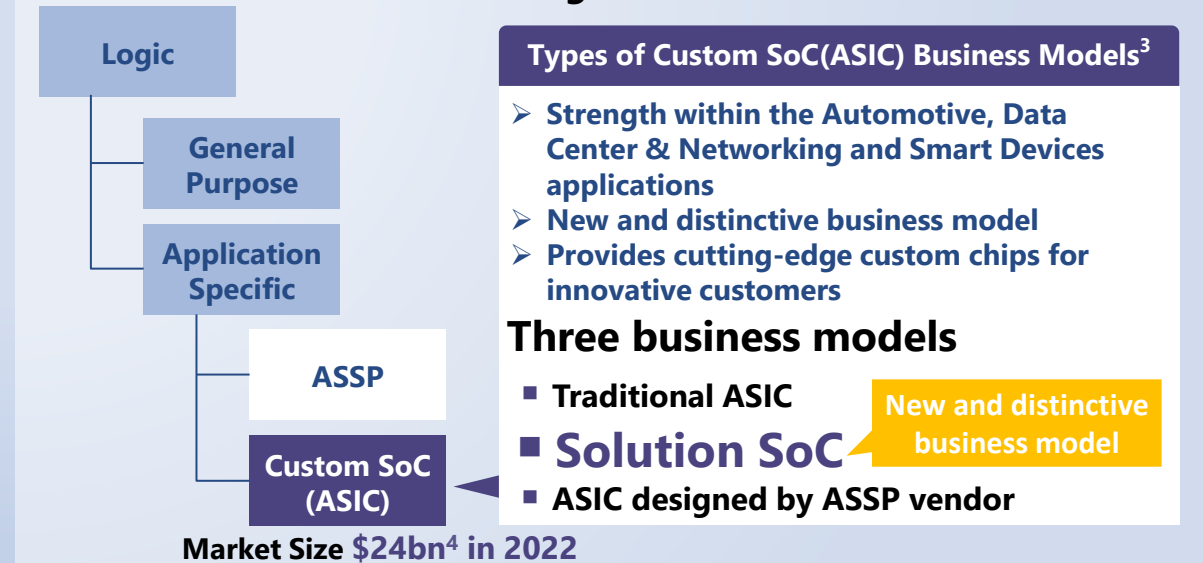 Logic
General
Purpose
Application
Specific
ASSP
Custom SoC
(ASIC)
Market Size $24bn4 in 2022
Types of Custom SoC(ASIC) Business Models3
➢ Strength within the Automotive, Data
Center & Networking and Smart Devices
applications
➢ New and distinctive business model
➢ Provides cutting-edge custom chips for
innovative customers
Three business models
▪ Traditional ASIC
▪ Solution SoC
New and distinctive
business model
▪ ASIC designed by ASSP vendor